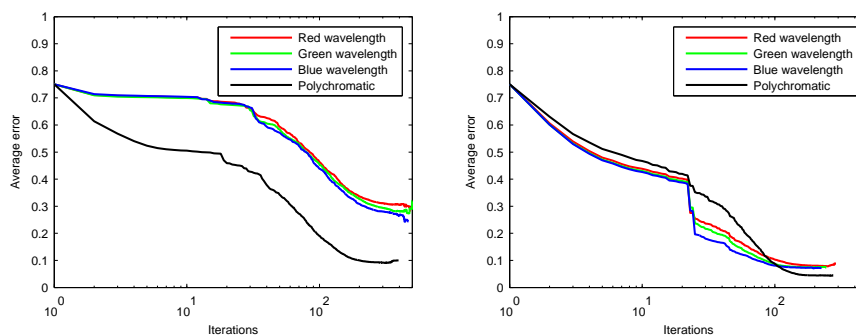 1
0.9
0.8
0.7
0.6
0.5
0.4
0.3
0.2
0.1
0
Average error
10^0
10^1
10^2
Iterations
Red wavelength
Green wavelength
Blue wavelength
Polychromatic
1
0.9
0.8
0.7
0.6
0.5
0.4
0.3
0.2
0.1
0
Average error
10^0
10^1
10^2
Iterations
Red wavelength
Green wavelength
Blue wavelength
Polychromatic